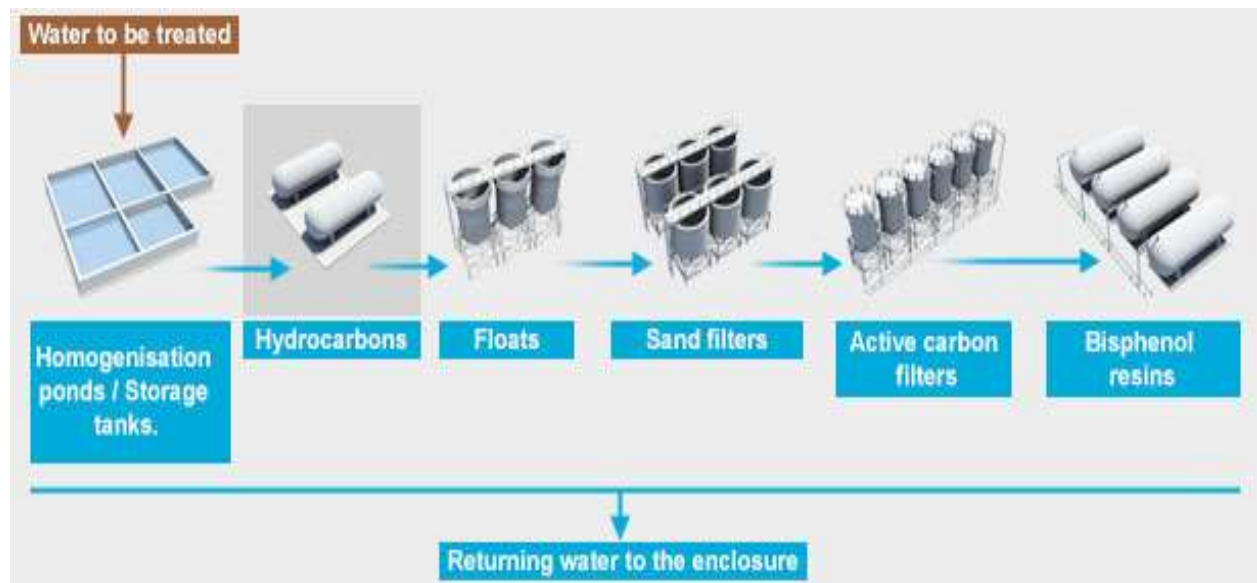 Water to be treated
Homogenisation
ponds / Storage
tanks.
Hydrocarbons
Floats
Sand filters
Active carbon
filters
Bisphenol
resins
Returning water to the enclosure